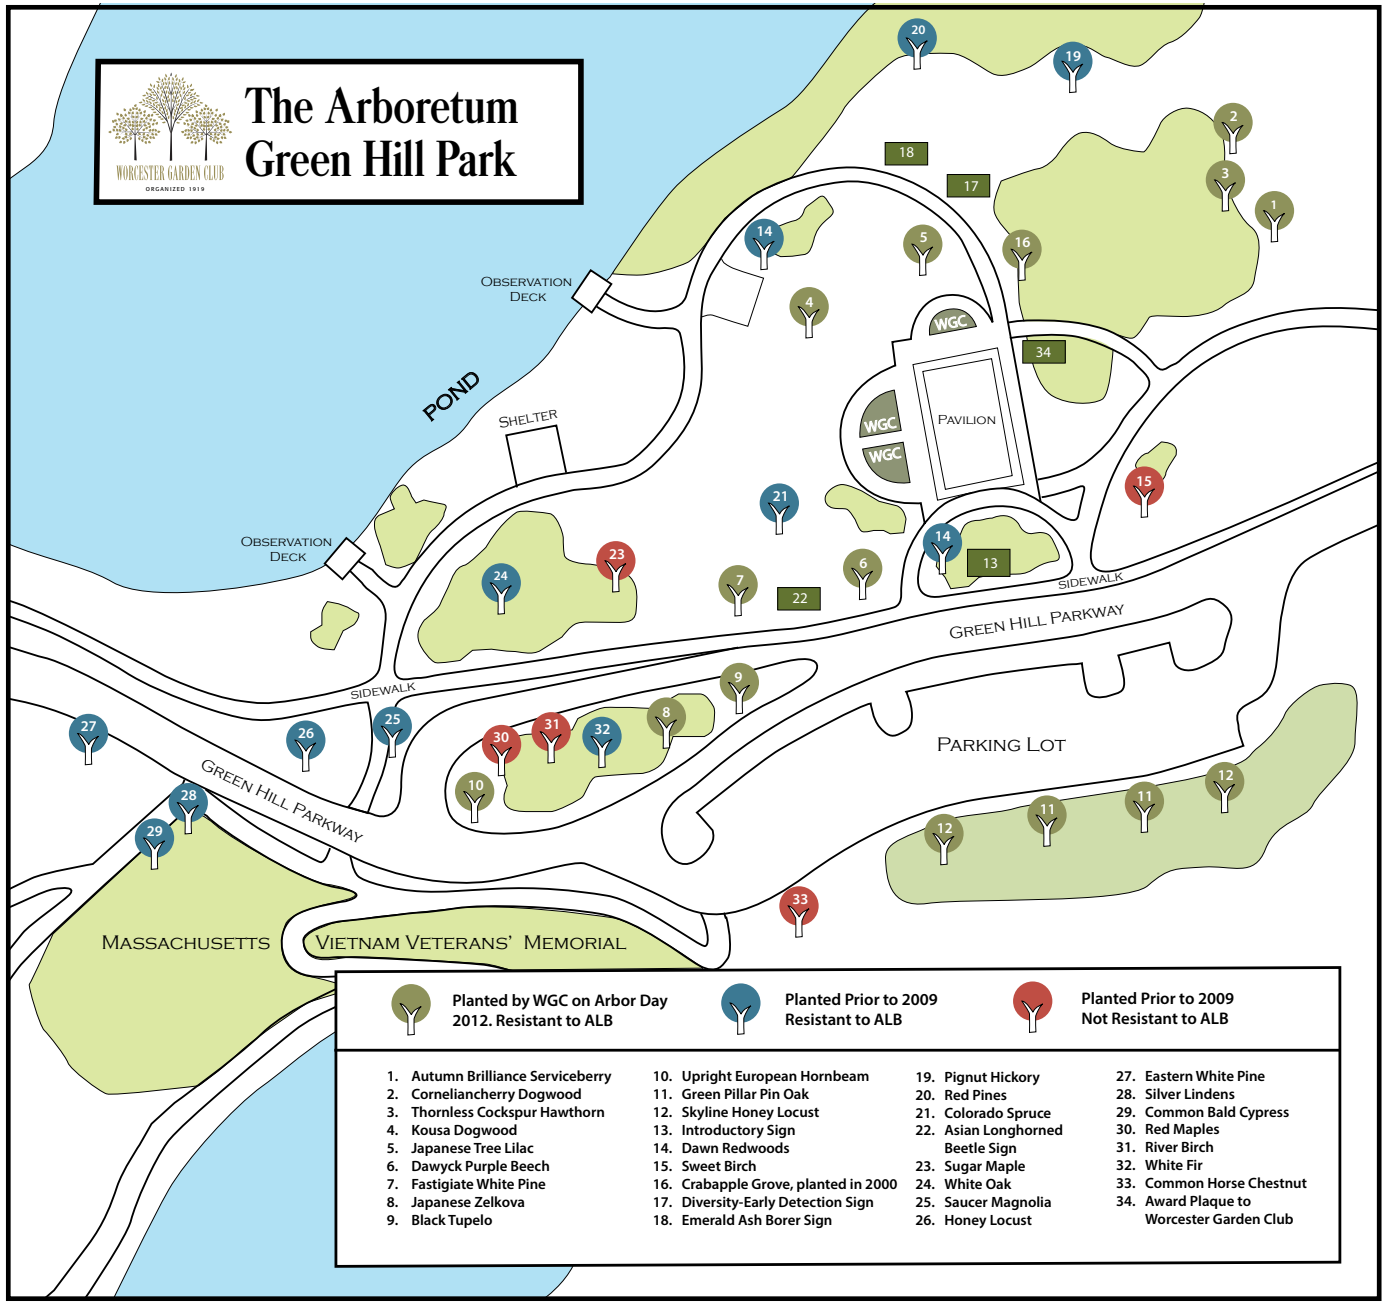 20
19
The Arboretum
Green Hill Park
WORCESTER GARDEN CLUB
ORGANIZED 1919
2
18
3
17
1
14
5
16
OBSERVATION
DECK
4
WGC
34
POND
SHELTER
WGC
PAVILION
WGC
15
21
14
OBSERVATION
DECK
23
13
24
7
6
22
SIDEWALK
GREEN HILL PARKWAY
SIDEWALK
9
27
26
25
30
31
32
8
PARKING LOT
10
12
GREEN HILL PARKWAY
28
11
11
29
12
33
MASSACHUSETTS VIETNAM VETERANS' MEMORIAL
Planted by WGC on Arbor Day
2012. Resistant to ALB
Planted Prior to 2009
Resistant to ALB
Planted Prior to 2009
Not Resistant to ALB
1. Autumn Brilliance Serviceberry
2. Corneliancherry Dogwood
3. Thornless Cockspur Hawthorn
4. Kousa Dogwood
5. Japanese Tree Lilac
6. Dawyck Purple Beech
7. Fastigiate White Pine
8. Japanese Zelkova
9. Black Tupelo
10. Upright European Hornbeam
11. Green Pillar Pin Oak
12. Skyline Honey Locust
13. Introductory Sign
14. Dawn Redwoods
15. Sweet Birch
16. Crabapple Grove, planted in 2000
17. Diversity-Early Detection Sign
18. Emerald Ash Borer Sign
19. Pignut Hickory
20. Red Pines
21. Colorado Spruce
22. Asian Longhorned
Beetle Sign
23. Sugar Maple
24. White Oak
25. Saucer Magnolia
26. Honey Locust
27. Eastern White Pine
28. Silver Lindens
29. Common Bald Cypress
30. Red Maples
31. River Birch
32. White Fir
33. Common Horse Chestnut
34. Award Plaque to
Worcester Garden Club